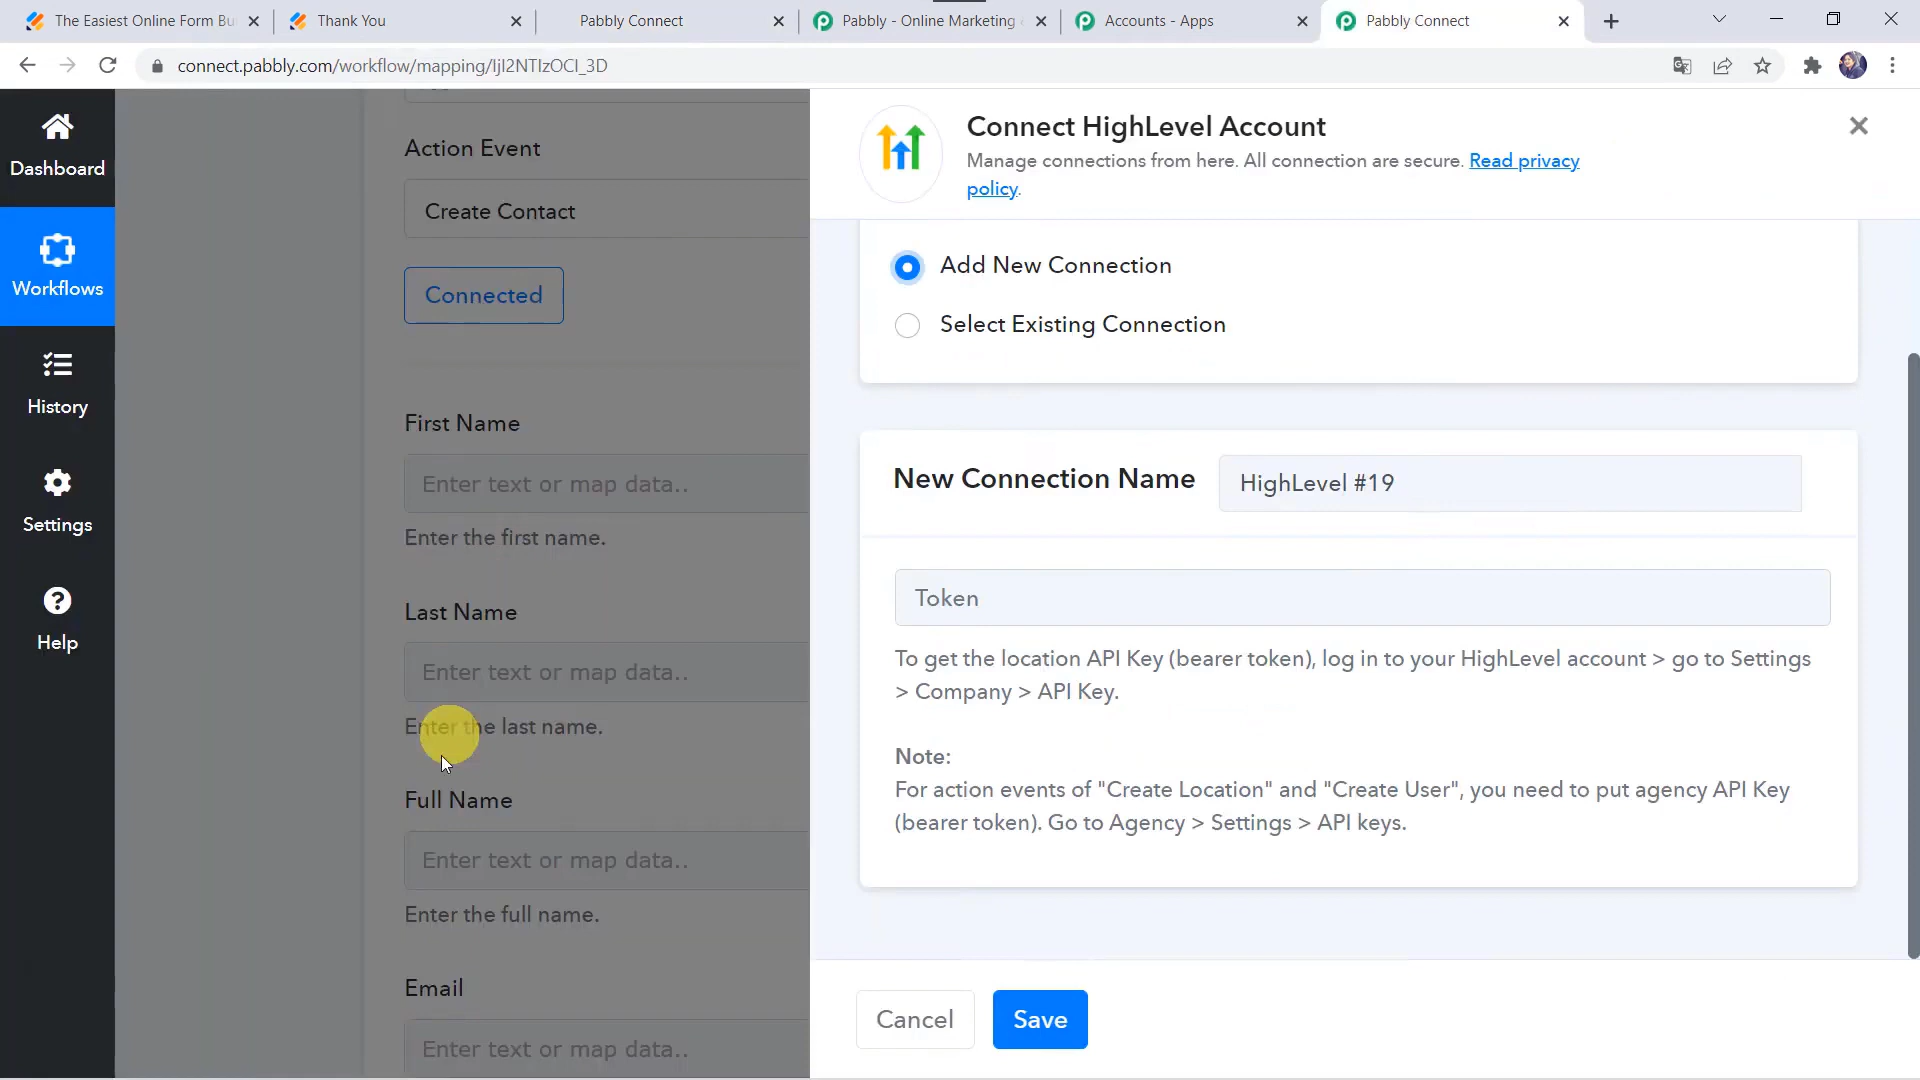 The Easiest Online Form Bu
Thank You
Pabbly Connect
Pabbly - Online Marketing
Accounts - Apps
Pabbly Connect
connect.pabbly.com/workflow/mapping/IjI2NTIzOCI_3D
Dashboard
Workflows
History
Settings
Help
Action Event
Create Contact
Connected
First Name
Enter text or map data..
Enter the first name.
Last Name
Enter text or map data..
Enter the last name.
Full Name
Enter text or map data..
Enter the full name.
Email
Enter text or map data..
Connect HighLevel Account
Manage connections from here. All connection are secure. Read privacy
policy.
Add New Connection
Select Existing Connection
New Connection Name
HighLevel #19
Token
To get the location API Key (bearer token), log in to your HighLevel account > go to Settings
> Company > API Key.
Note:
For action events of "Create Location" and "Create User", you need to put agency API Key
(bearer token). Go to Agency > Settings > API keys.
Cancel
Save